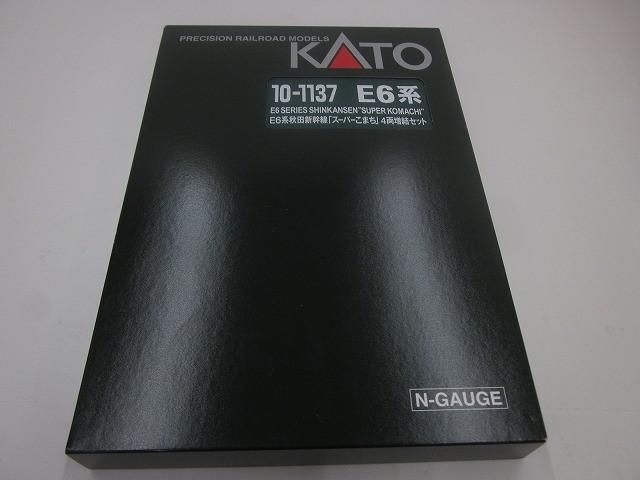 PRECISION RAILROAD MODELS
KATO
10-1137 E6系
E6 SERIES SHINKANSEN "SUPER KOMACHI"
E6系秋田新幹線「スーパーこまち」4両増結セット
N-GAUGE